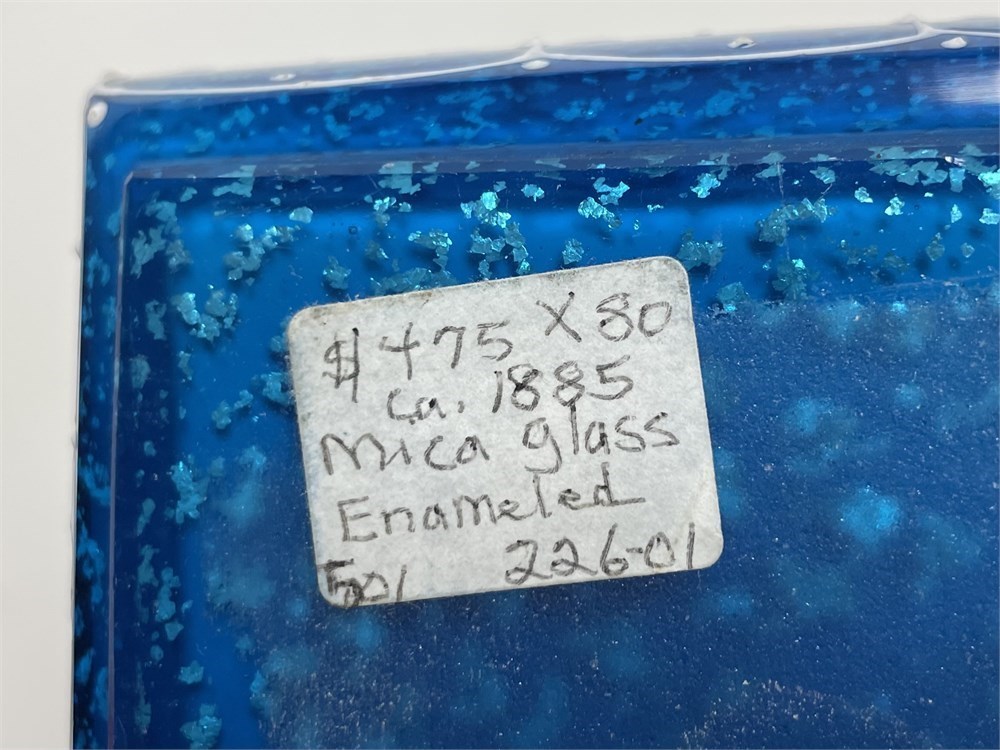 $475 X80
ca. 1885
Mica glass
Enameled
501 226-01